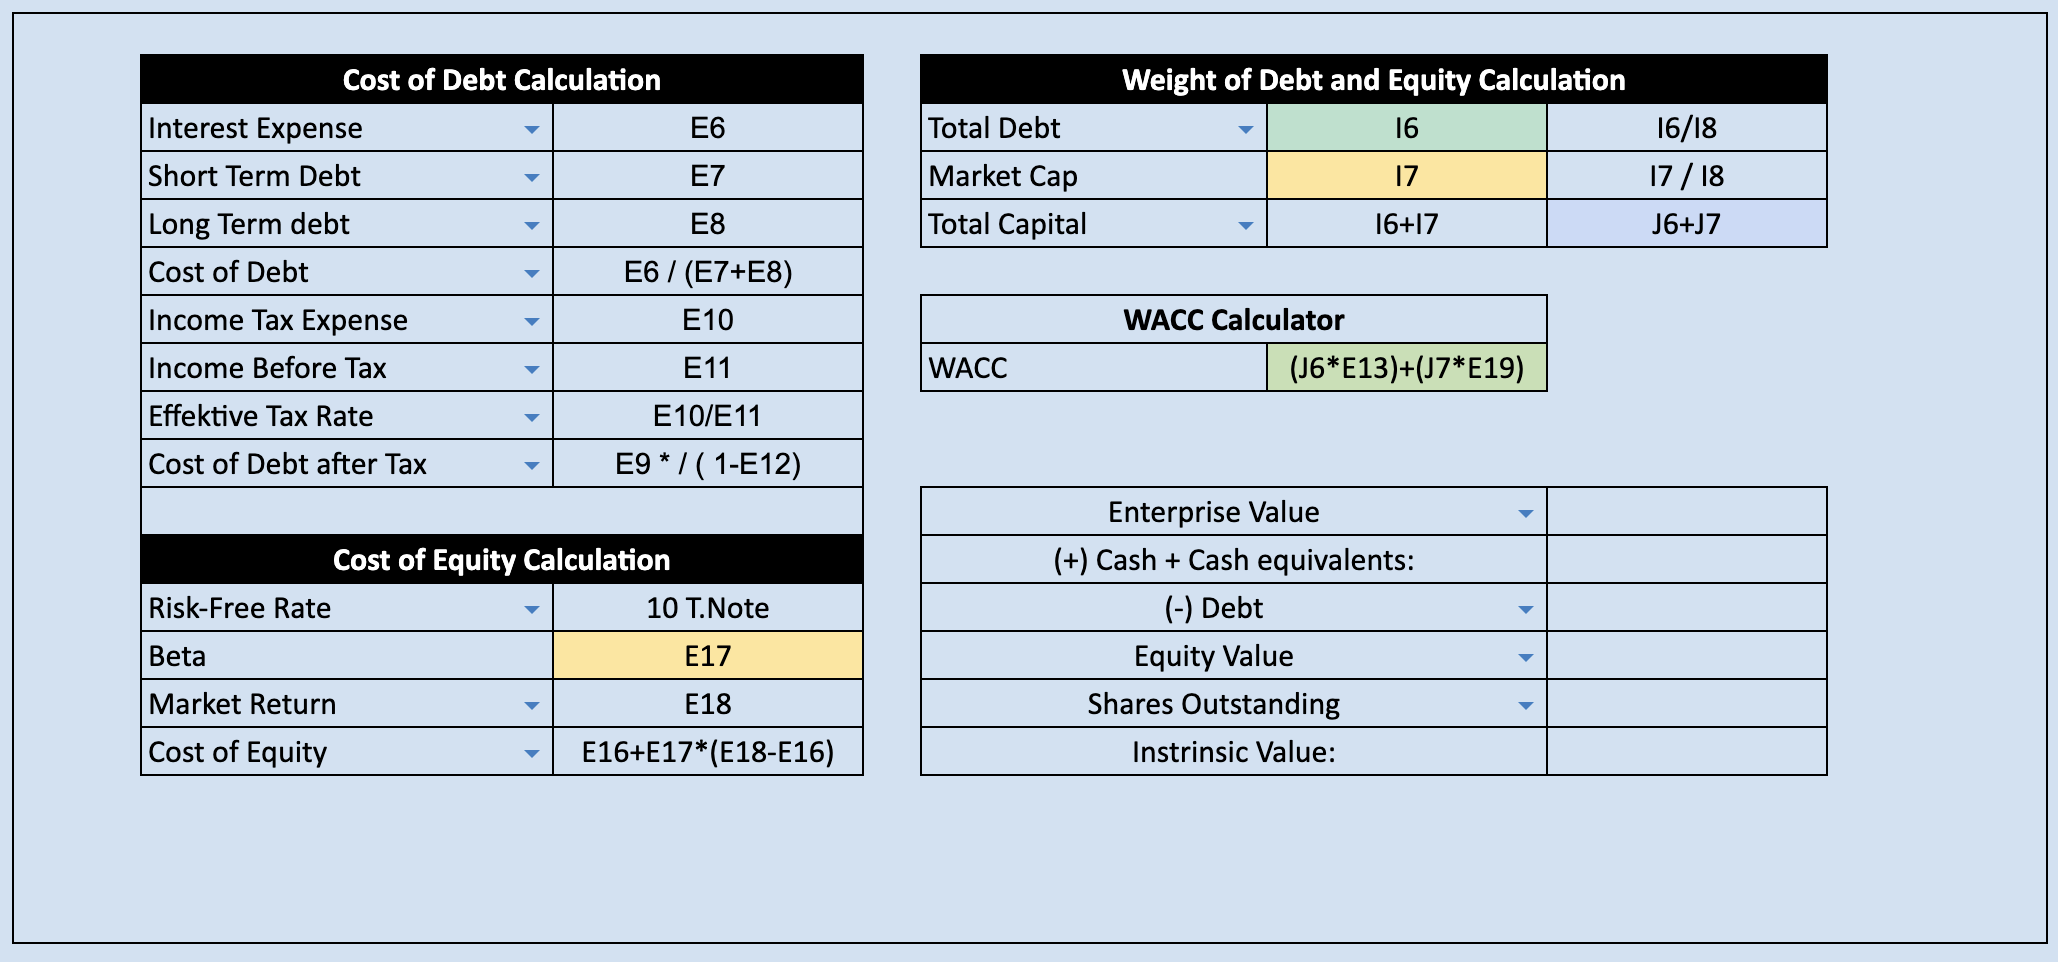 Cost of Debt Calculation
Interest Expense E6
Short Term Debt E7
Long Term debt E8
Cost of Debt E6 / (E7+E8)
Income Tax Expense E10
Income Before Tax E11
Effektive Tax Rate E10/E11
Cost of Debt after Tax E9 * / ( 1-E12)
Cost of Equity Calculation
Risk-Free Rate 10 T.Note
Beta E17
Market Return E18
Cost of Equity E16+E17*(E18-E16)
Weight of Debt and Equity Calculation
Total Debt I6 I6/I8
Market Cap I7 I7 / I8
Total Capital I6+I7 J6+J7
WACC Calculator
WACC (J6*E13)+(J7*E19)
Enterprise Value
(+) Cash + Cash equivalents:
(-) Debt
Equity Value
Shares Outstanding
Instrinsic Value: